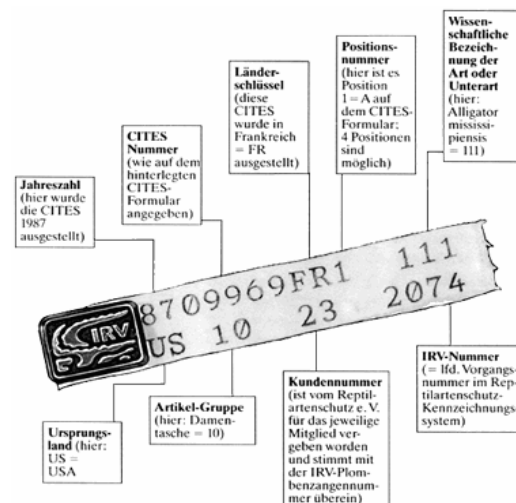 Wissen-
schaftliche
Bezeich-
nung der
Art oder
Unterart
(hier:
Alligator
mississi-
piensis
= 111)
Positions-
nummer
(hier ist es
Position
1 = A auf
dem CITES-
Formular;
4 Positionen
sind
möglich)
Länder-
schlüssel
(diese
CITES
wurde in
Frankreich
= FR
ausgestellt)
CITES
Nummer
(wie auf dem
hinterlegten
CITES-
Formular
angegeben)
Jahreszahl
(hier wurde
die CITES
1987
ausgestellt)
8709969FR1 111
IRV
US 10 23 2074
Ursprungs-
land (hier:
US =
USA
Artikel-Gruppe
(hier: Damen-
tasche = 10)
Kundennummer
(ist vom Reptil-
artenschutz e. V.
für das jeweilige
Mitglied ver-
geben worden
und stimmt mit
der IRV-Plom-
benzangennum-
mer überein)
IRV-Nummer
(= lfd. Vorgangs-
nummer im Rep-
tilartenschutz-
Kennzeichnungs-
system)